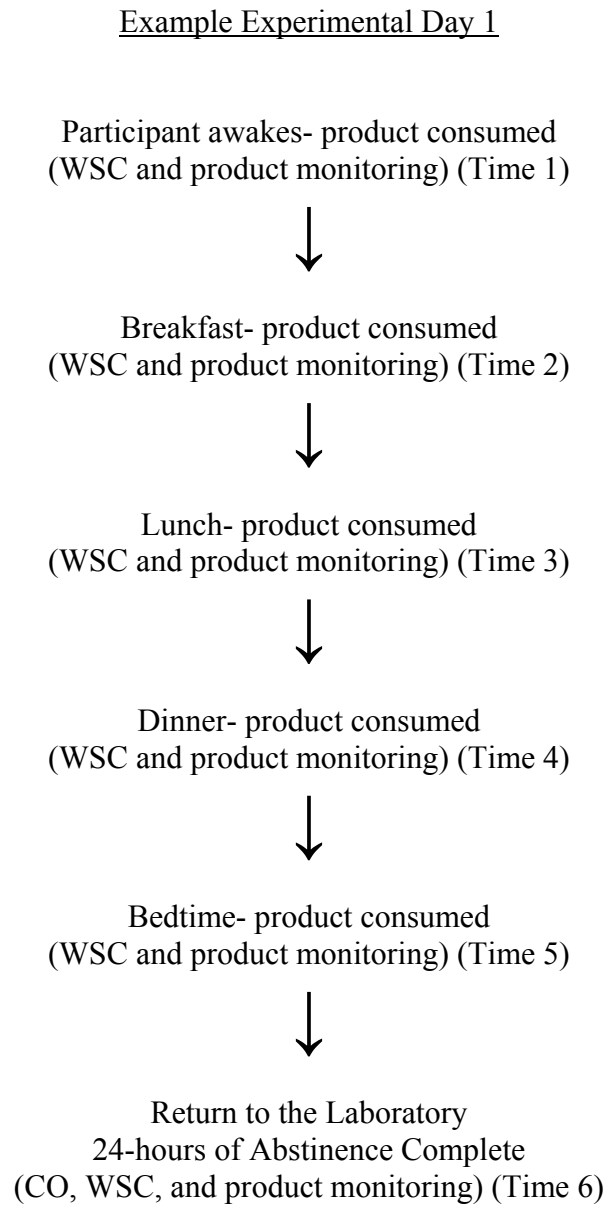 Example Experimental Day 1
Participant awakes- product consumed
(WSC and product monitoring) (Time 1)
Breakfast- product consumed
(WSC and product monitoring) (Time 2)
Lunch- product consumed
(WSC and product monitoring) (Time 3)
Dinner- product consumed
(WSC and product monitoring) (Time 4)
Bedtime- product consumed
(WSC and product monitoring) (Time 5)
Return to the Laboratory
24-hours of Abstinence Complete
(CO, WSC, and product monitoring) (Time 6)